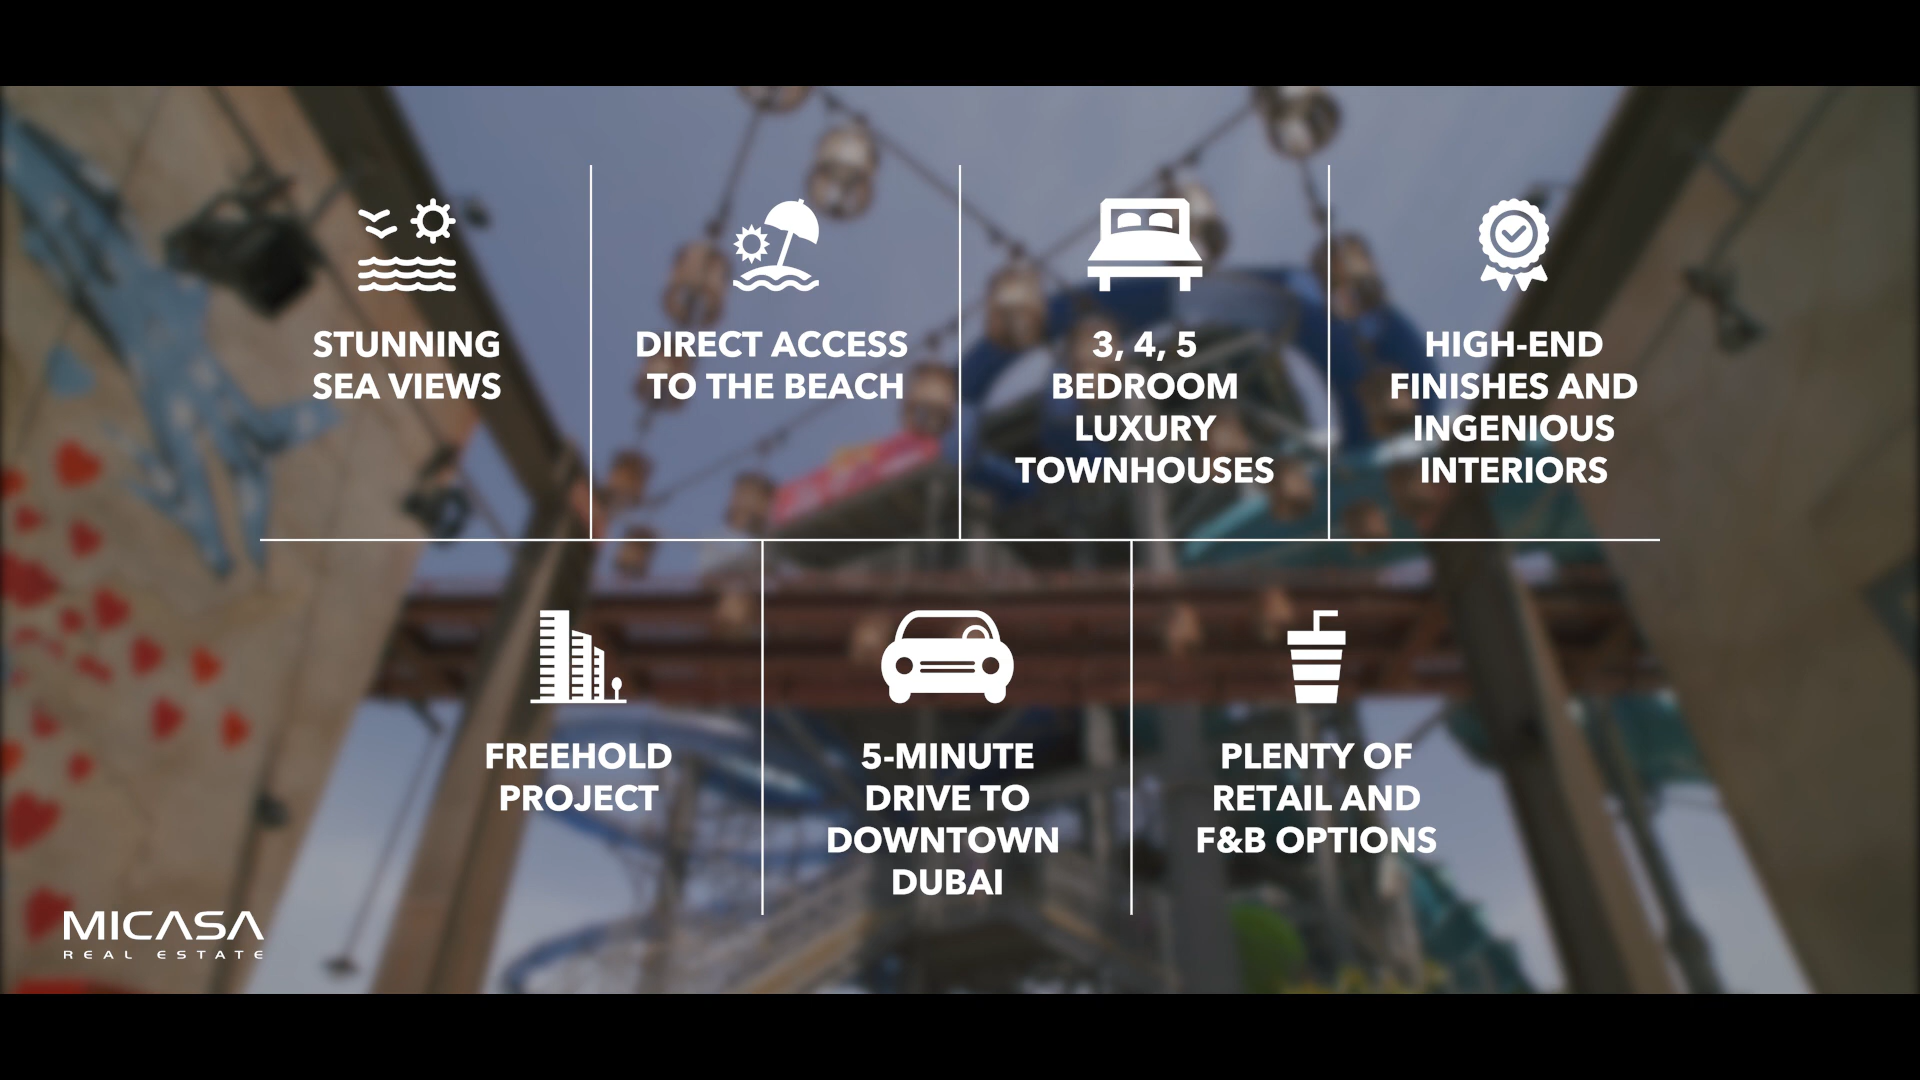 STUNNING
SEA VIEWS
DIRECT ACCESS
TO THE BEACH
3, 4, 5
BEDROOM
LUXURY
TOWNHOUSES
HIGH-END
FINISHES AND
INGENIOUS
INTERIORS
FREEHOLD
PROJECT
5-MINUTE
DRIVE TO
DOWNTOWN
DUBAI
PLENTY OF
RETAIL AND
F&B OPTIONS
MICASA
REAL ESTATE